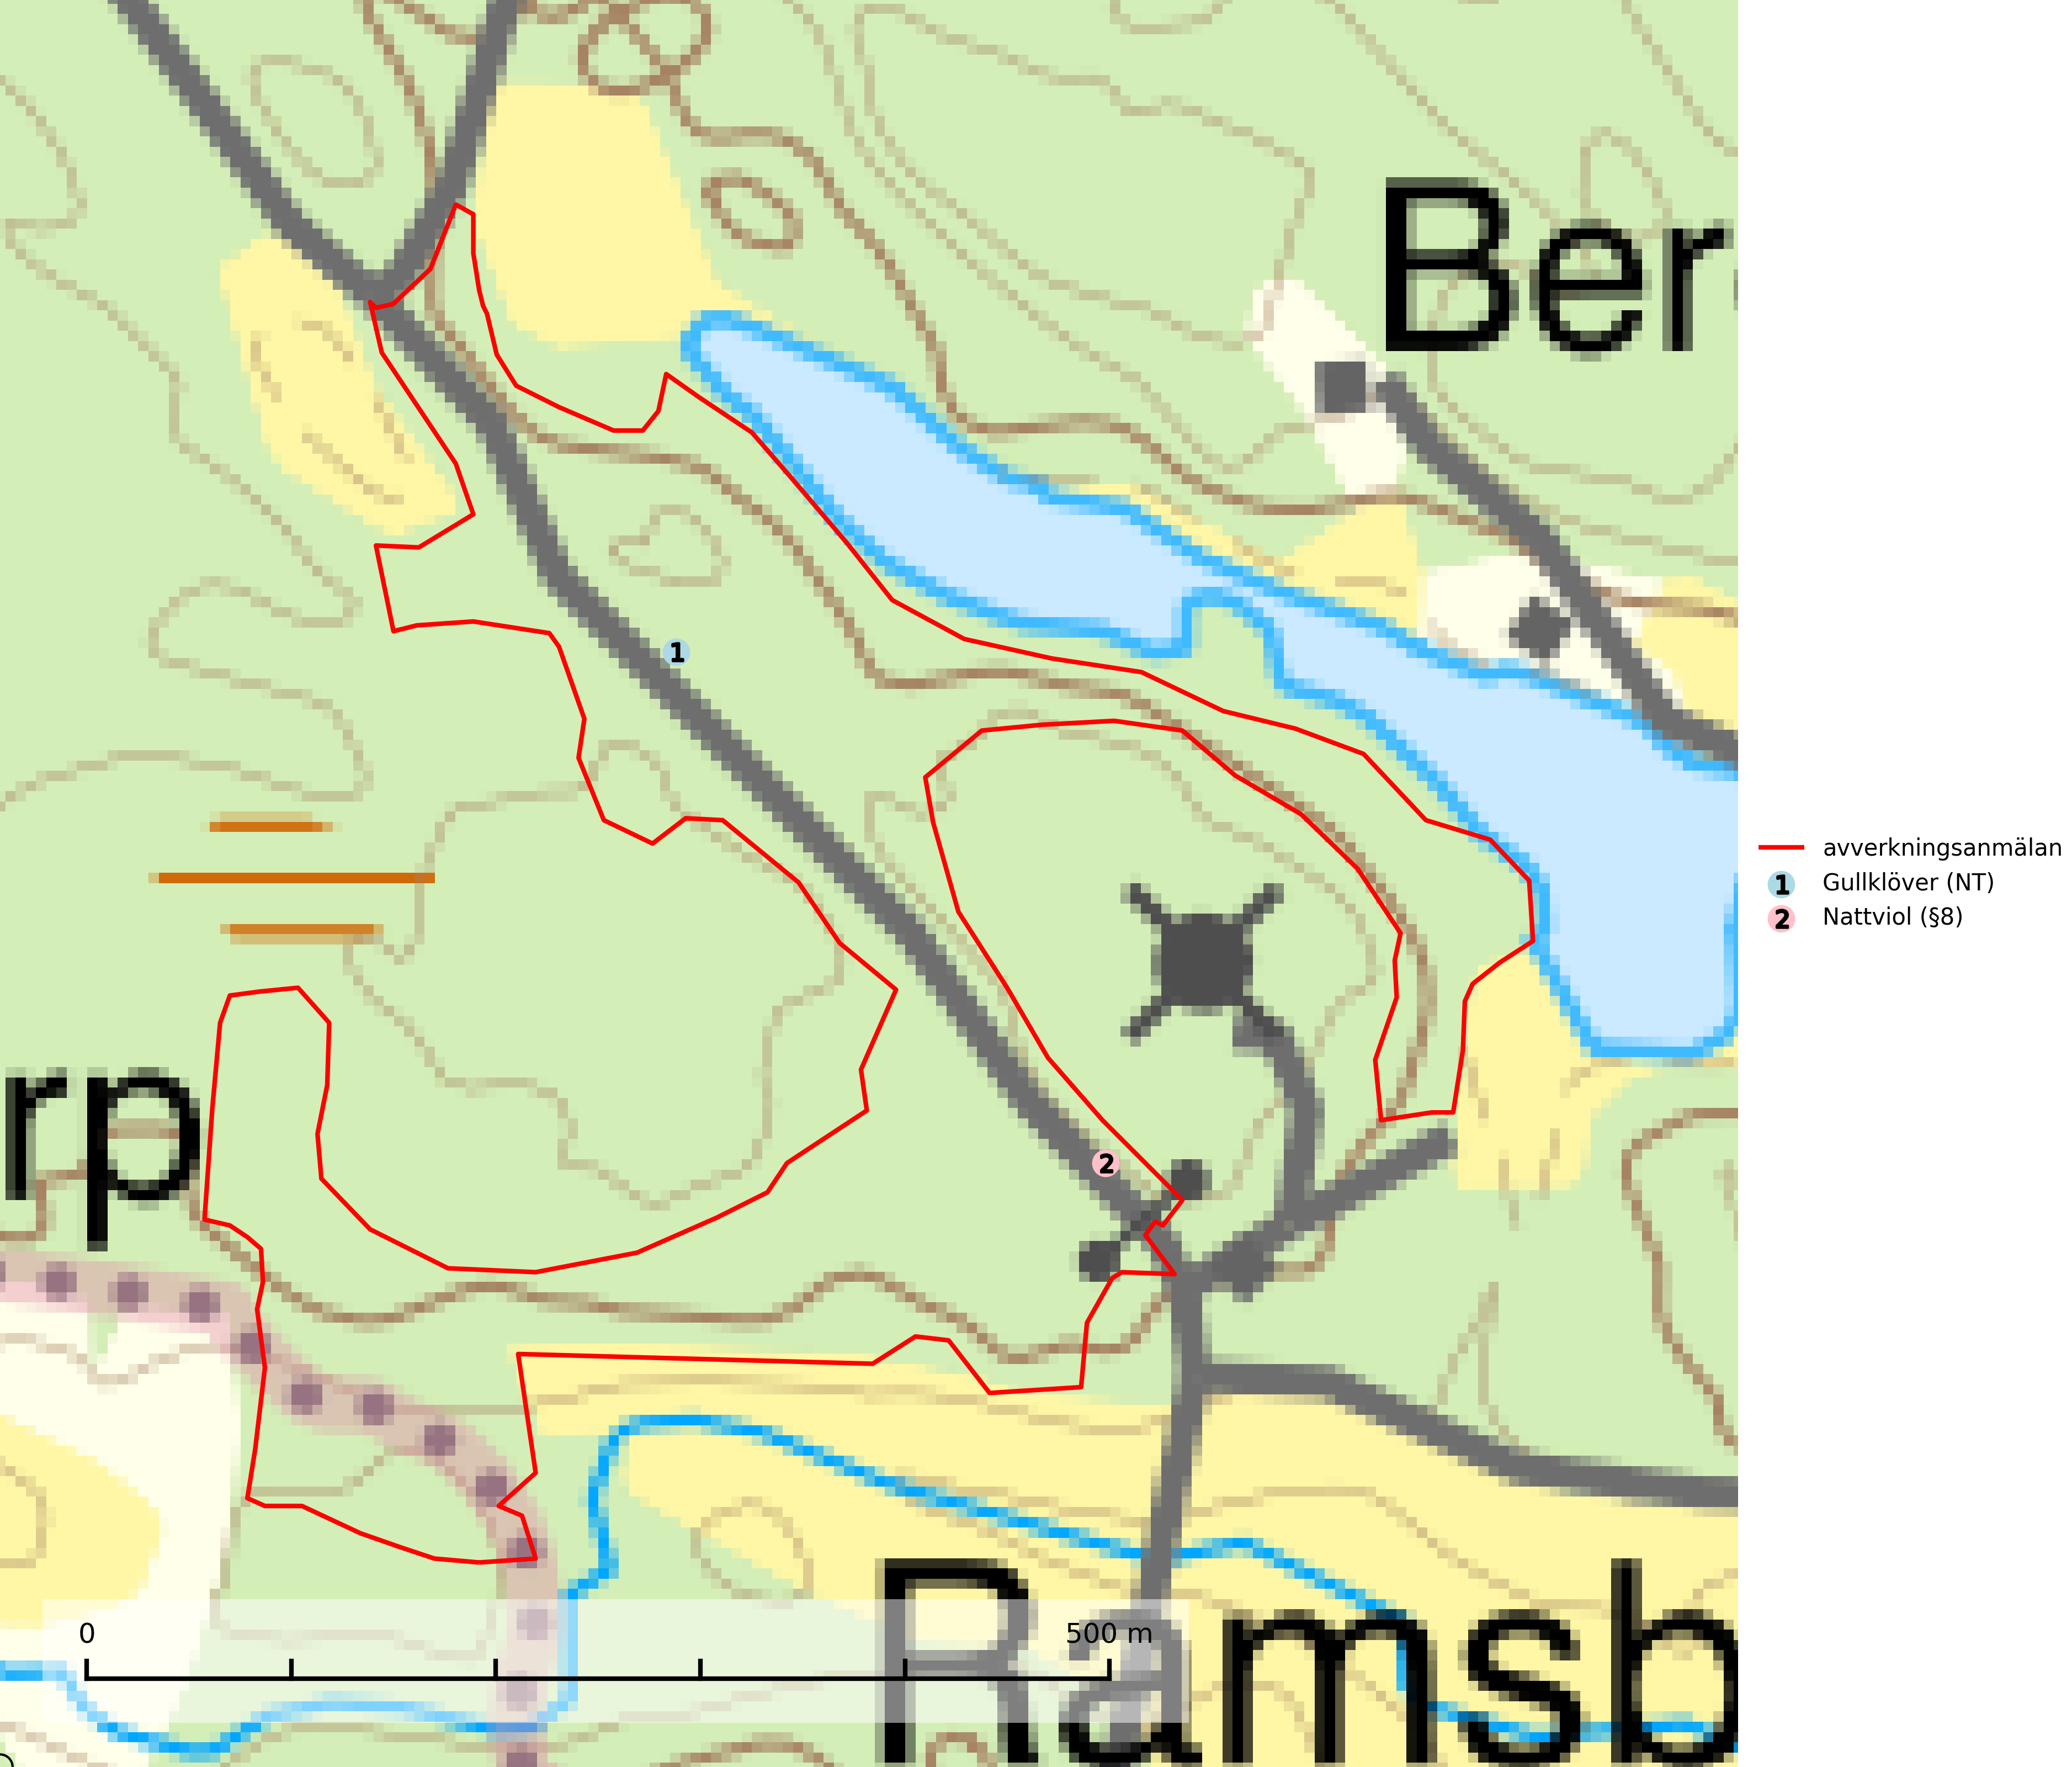 Ber
1
avverkningsanmälan
1 Gullklöver (NT)
2 Nattviol (§8)
rp
2
Ramsb
0 500 m